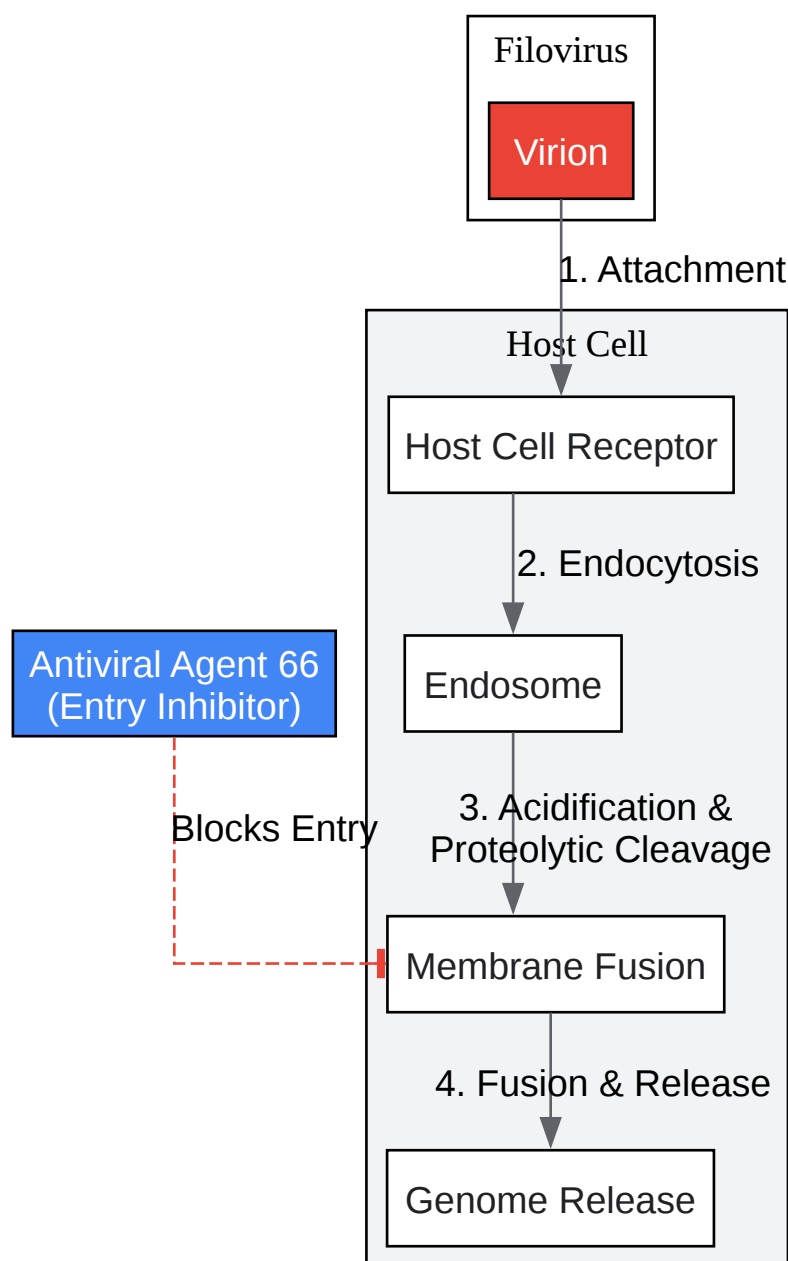 Filovirus
Virion
1. Attachment
Host Cell
Host Cell Receptor
2. Endocytosis
Antiviral Agent 66
(Entry Inhibitor)
Endosome
Blocks Entry
3. Acidification &
Proteolytic Cleavage
Membrane Fusion
4. Fusion & Release
Genome Release